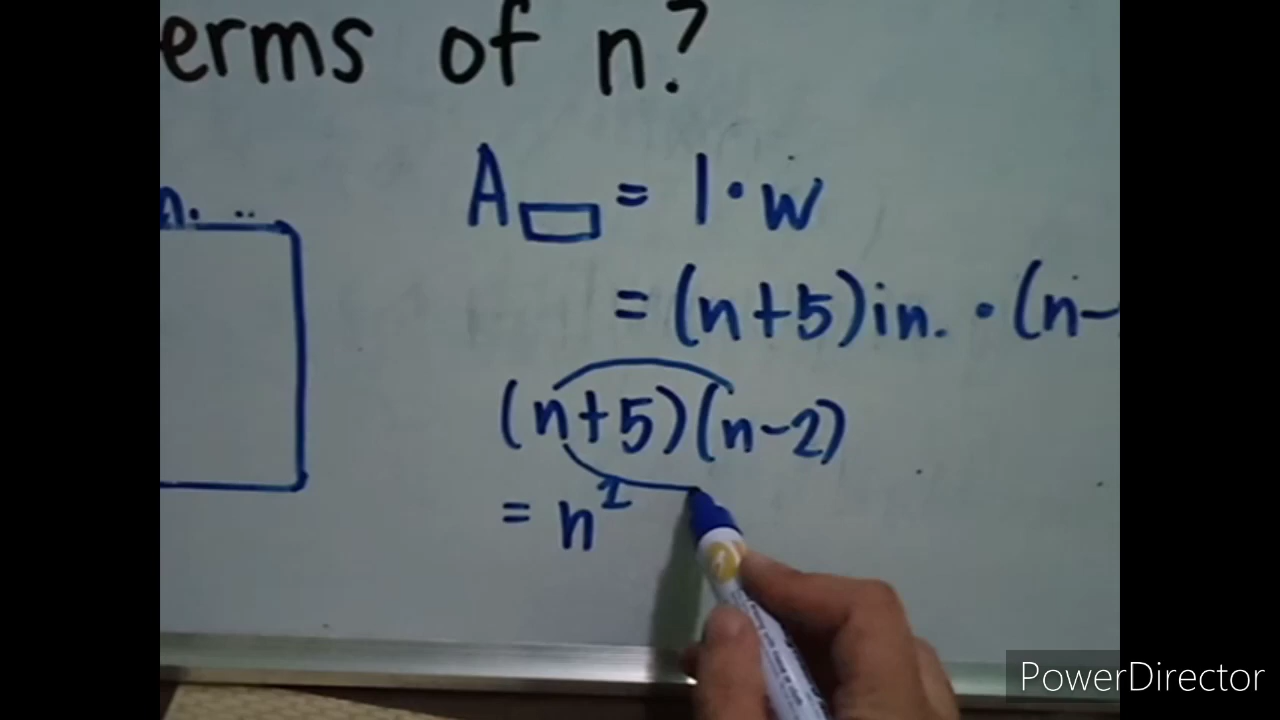 erms of n?
A▭ = l · w
= (n+5)in. · (n-
(n+5)(n-2)
= n²
PowerDirector